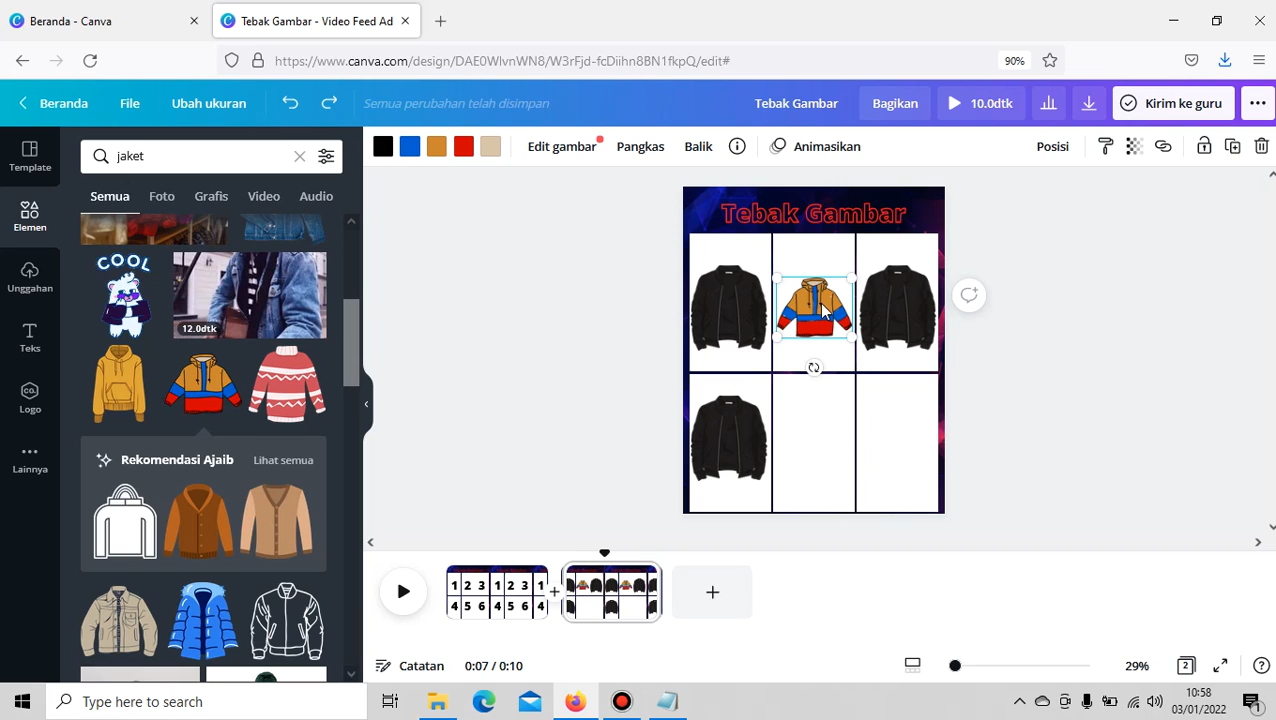 Beranda - Canva
Tebak Gambar - Video Feed Ad
https://www.canva.com/design/DAE0WlvnWN8/W3rFjd-fcDiihn8BN1fkpQ/edit#
90%
Beranda
File
Ubah ukuran
Semua perubahan telah disimpan
Tebak Gambar
Bagikan
10.0dtk
Kirim ke guru
Template
Elemen
Unggahan
Teks
Logo
Lainnya
jaket
Semua
Foto
Grafis
Video
Audio
COOL
12.0dtk
Rekomendasi Ajaib
Lihat semua
Edit gambar
Pangkas
Balik
Animasikan
Posisi
Tebak Gambar
1 2 3 1 2 3 1
4 5 6 4 5 6 4
Catatan
0:07 / 0:10
2
29%
Type here to search
10:58
03/01/2022
1